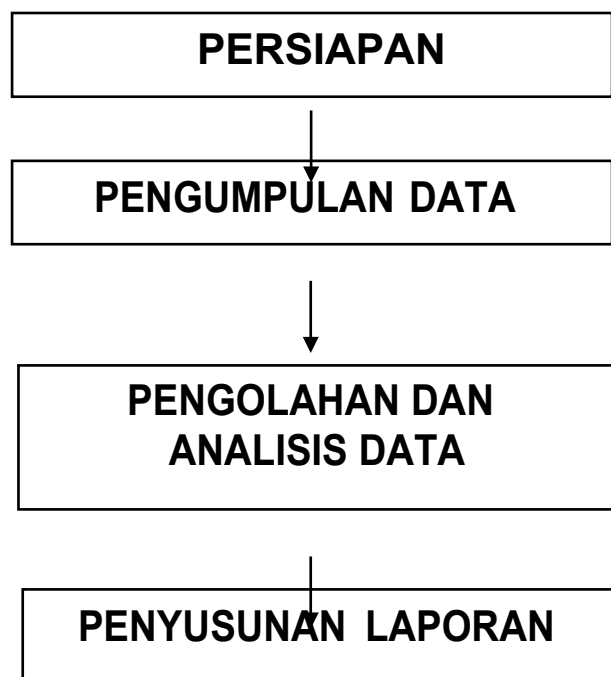 PERSIAPAN
PENGUMPULAN DATA
PENGOLAHAN DAN
ANALISIS DATA
PENYUSUNAN LAPORAN